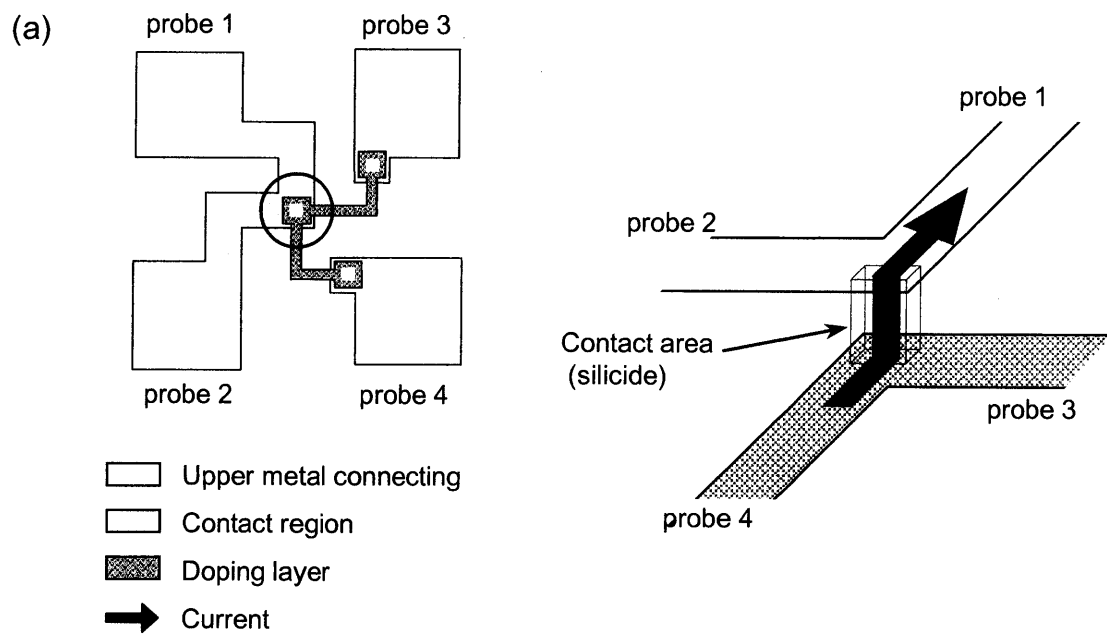 (a)
probe 1
probe 3
probe 2
probe 4
Upper metal connecting
Contact region
Doping layer
Current
probe 1
probe 2
Contact area
(silicide)
probe 3
probe 4